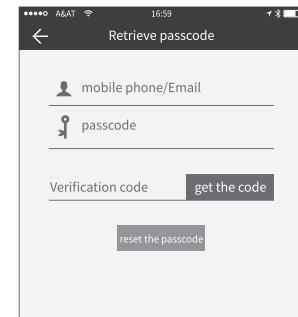 A&AT 16:59
Retrieve passcode
mobile phone/Email
passcode
Verification code get the code
reset the passcode